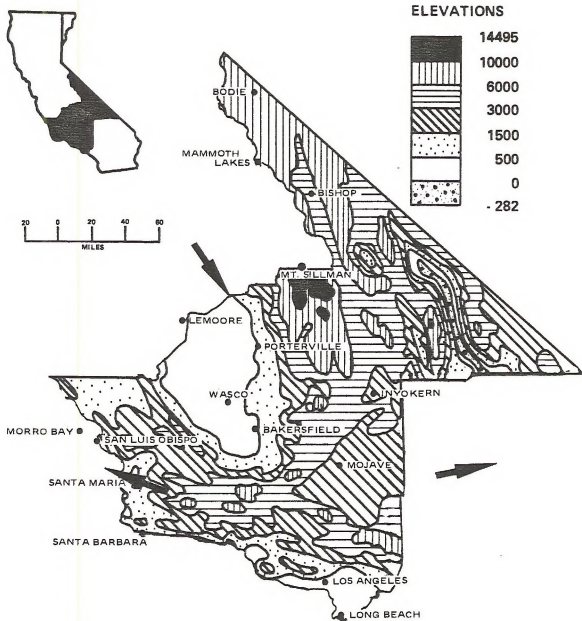 ELEVATIONS
14495
10000
6000
3000
1500
500
0
-282
BODIE
MAMMOTH
LAKES
BISHOP
20 0 20 40 60
MILES
MT. SILLMAN
LEMOORE
PORTERVILLE
WASCO
INYOKERN
MORRO BAY
SAN LUIS OBISPO
BAKERSFIELD
MOJAVE
SANTA MARIA
SANTA BARBARA
LOS ANGELES
LONG BEACH